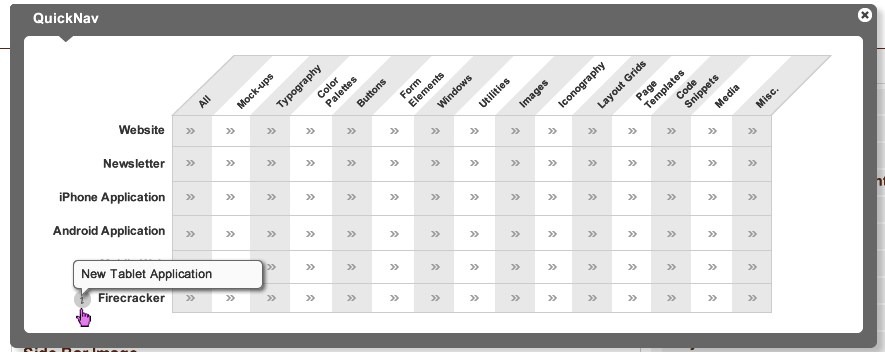 QuickNav
All
Mock-ups
Typography
Color
Palettes
Buttons
Form
Elements
Windows
Utilities
Images
Iconography
Layout Grids
Page
Templates
Code
Snippets
Media
Misc.
Website » » » » » » » » » » » » » » »
Newsletter » » » » » » » » » » » » » » »
iPhone Application » » » » » » » » » » » » » » »
Android Application » » » » » » » » » » » » » » »
» » » » » » » » » » » » »
New Tablet Application
Firecracker » » » » » » » » » » » » » » »
Side Bar Image